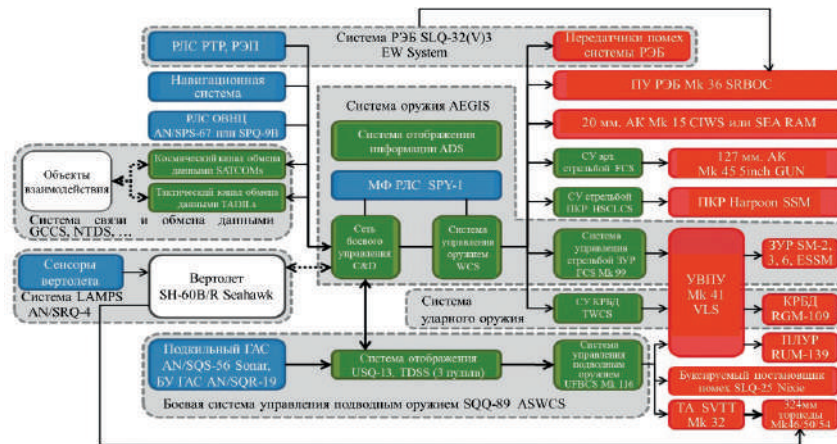 Система РЭБ SLQ-32(V)3
EW System
РЛС РТР, РЭП
Передатчики помех
системы РЭБ
Навигационная
система
ПУ РЭБ Mk 36 SRBOC
РЛС ОВНЦ
AN/SPS-67 или SPQ-9B
Система оружия AEGIS
20 мм. АК Mk 15 CIWS или SEA RAM
Система отображения
информации ADS
Объекты
взаимодействия
Космический канал обмена
данными SATCOMs
Тактический канал обмена
данными TADILs
Система связи и обмена данными
GCCS, NTDS, ...
МФ РЛС SPY-1
СУ арт.
стрельбой FCS
127 мм. АК
Mk 45 5inch GUN
СУ стрельбой
ПКР HSCLCS
ПКР Harpoon SSM
Сеть
боевого
управления
C&D
Система
управления
оружием
WCS
Система
управления
стрельбой ЗУР
FCS Mk 99
УВПУ
Mk 41
VLS
ЗУР SM-2,
3, 6, ESSM
Сенсоры
вертолета
Вертолет
SH-60B/R Seahawk
Система LAMPS
AN/SRQ-4
Система
ударного оружия
СУ КРБД
TWCS
КРБД
RGM-109
Подкильный ГАС
AN/SQS-56 Sonar,
БУ ГАС AN/SQR-19
Система отображения
USQ-13, TDSS (3 пульта)
Система
управления
подводным
оружием
UFBCS Mk 116
ПЛУР
RUM-139
Буксируемый постановщик
помех SLQ-25 Nixie
Боевая система управления подводным оружием SQQ-89 ASWCS
ТА SVTT
Mk 32
324мм
торпеды
Mk46/50/54